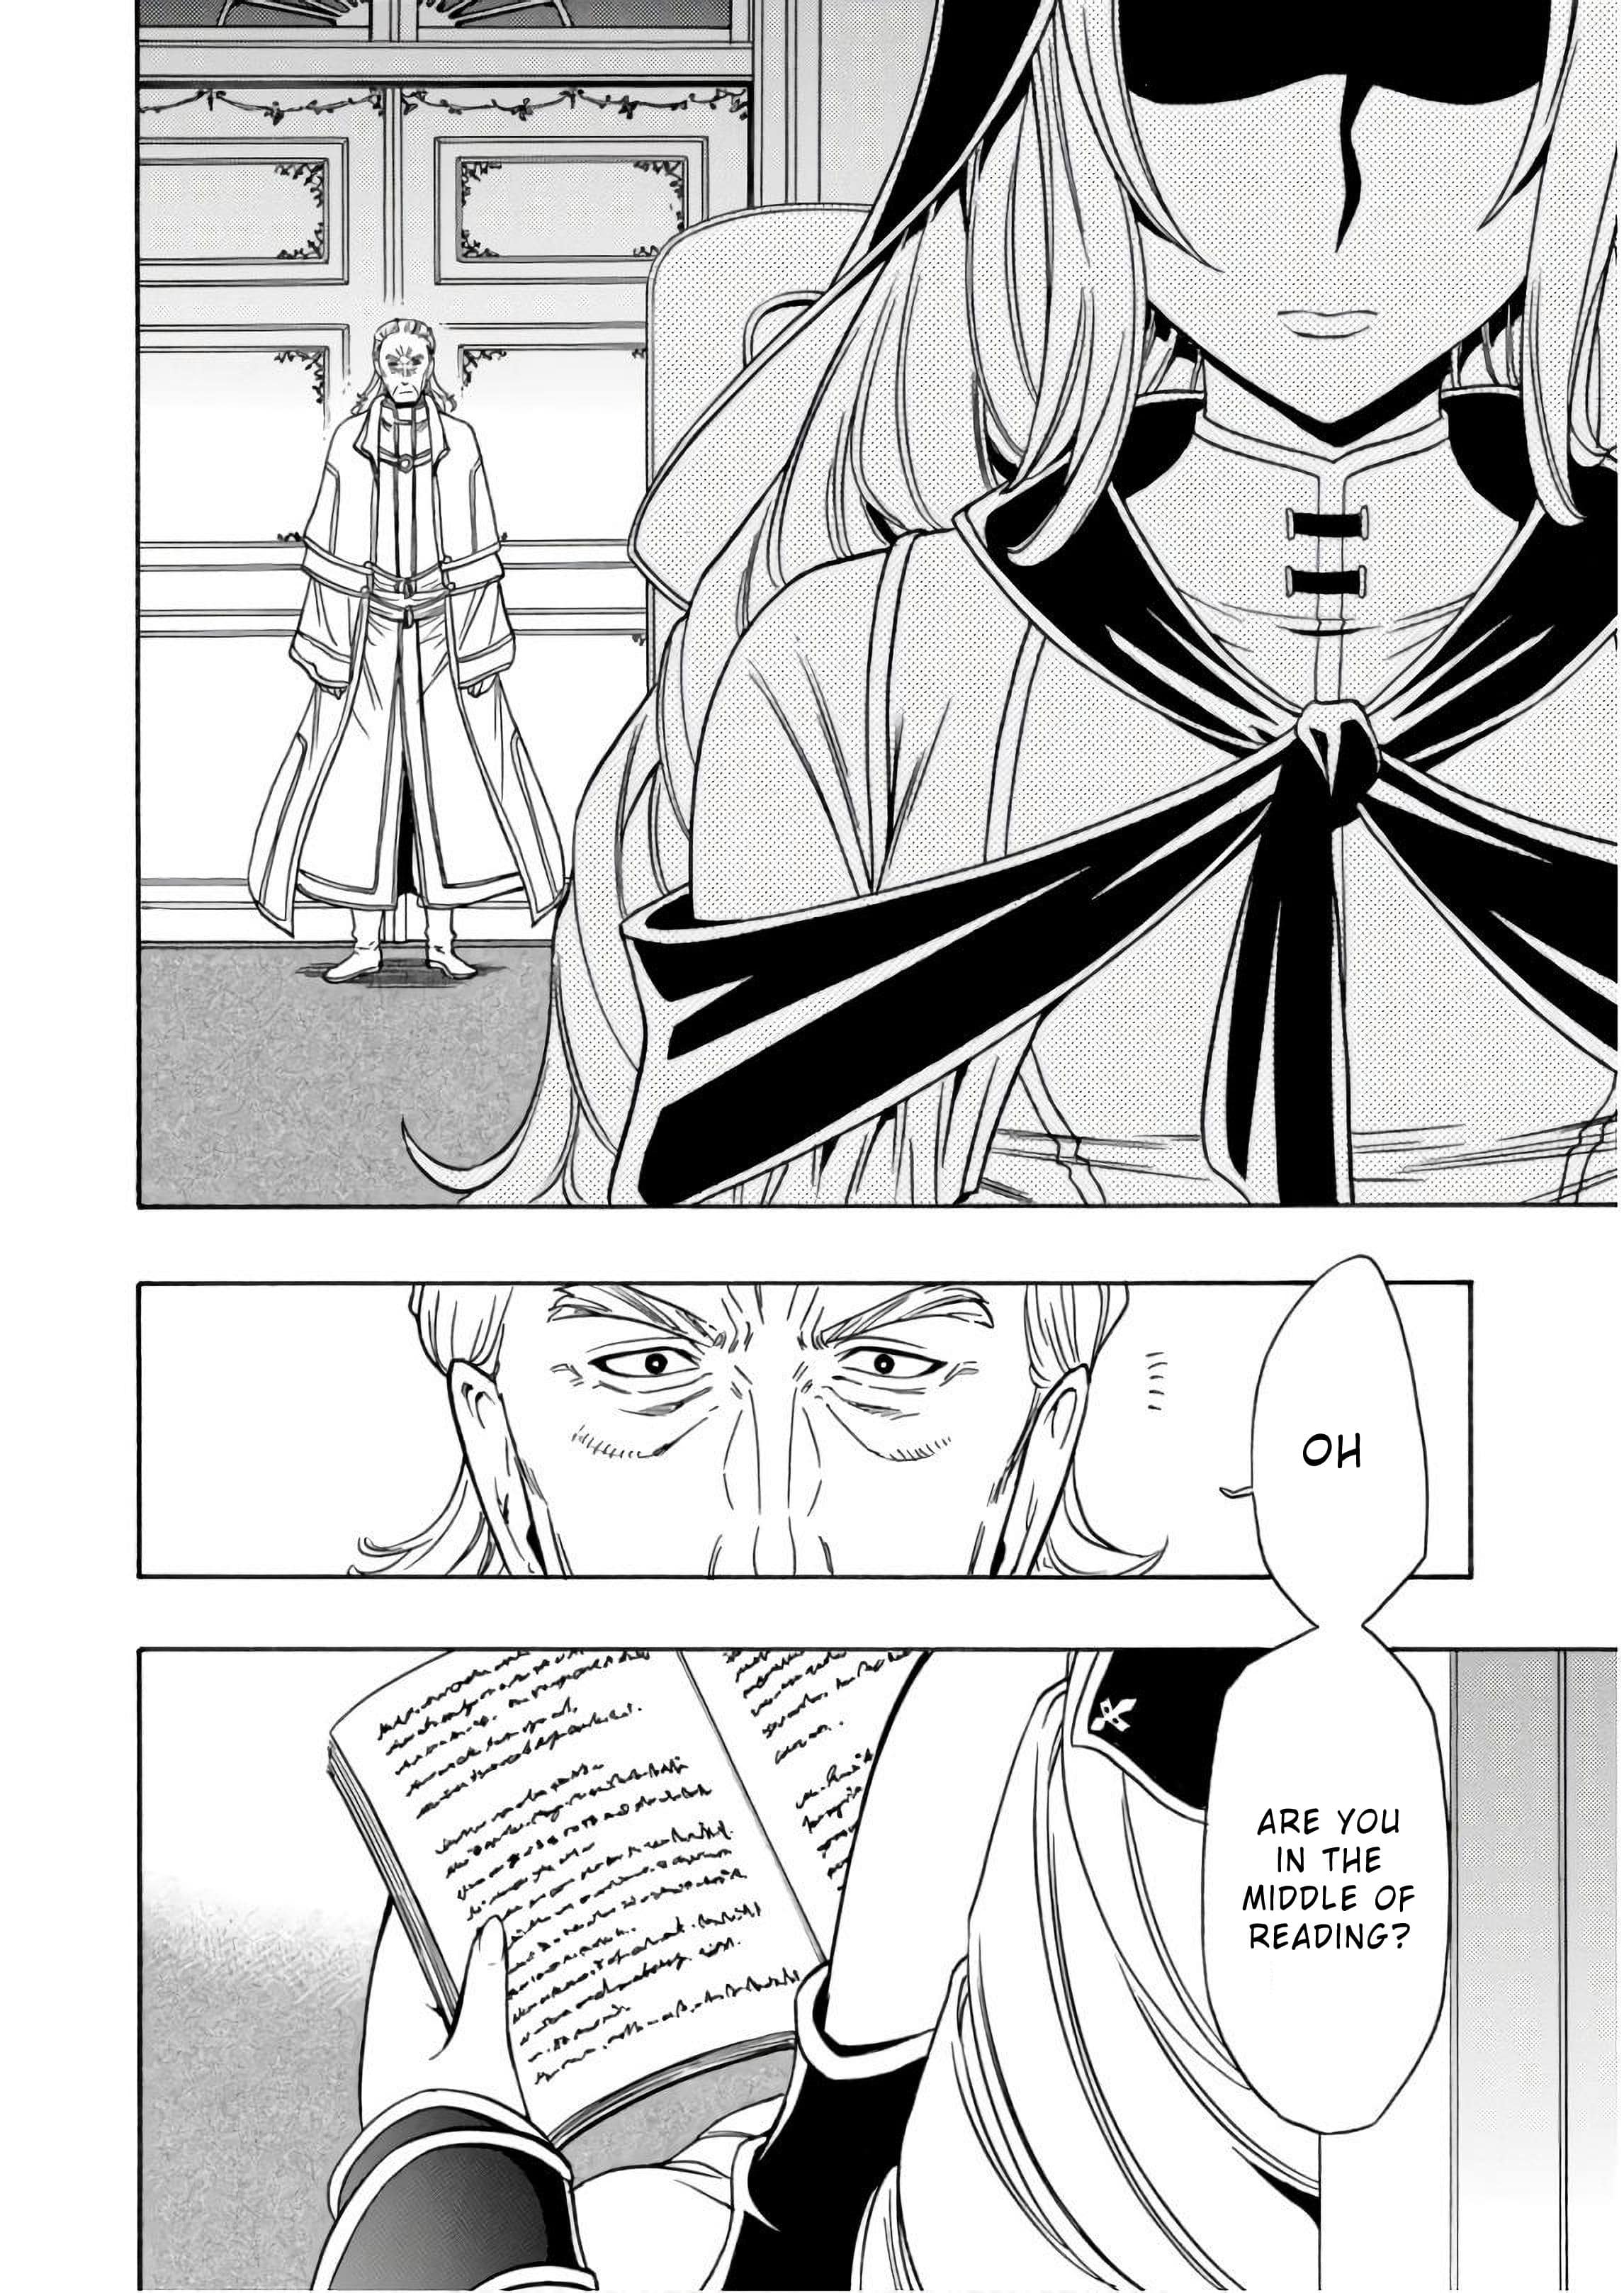 OH
ARE YOU
IN THE
MIDDLE OF
READING?